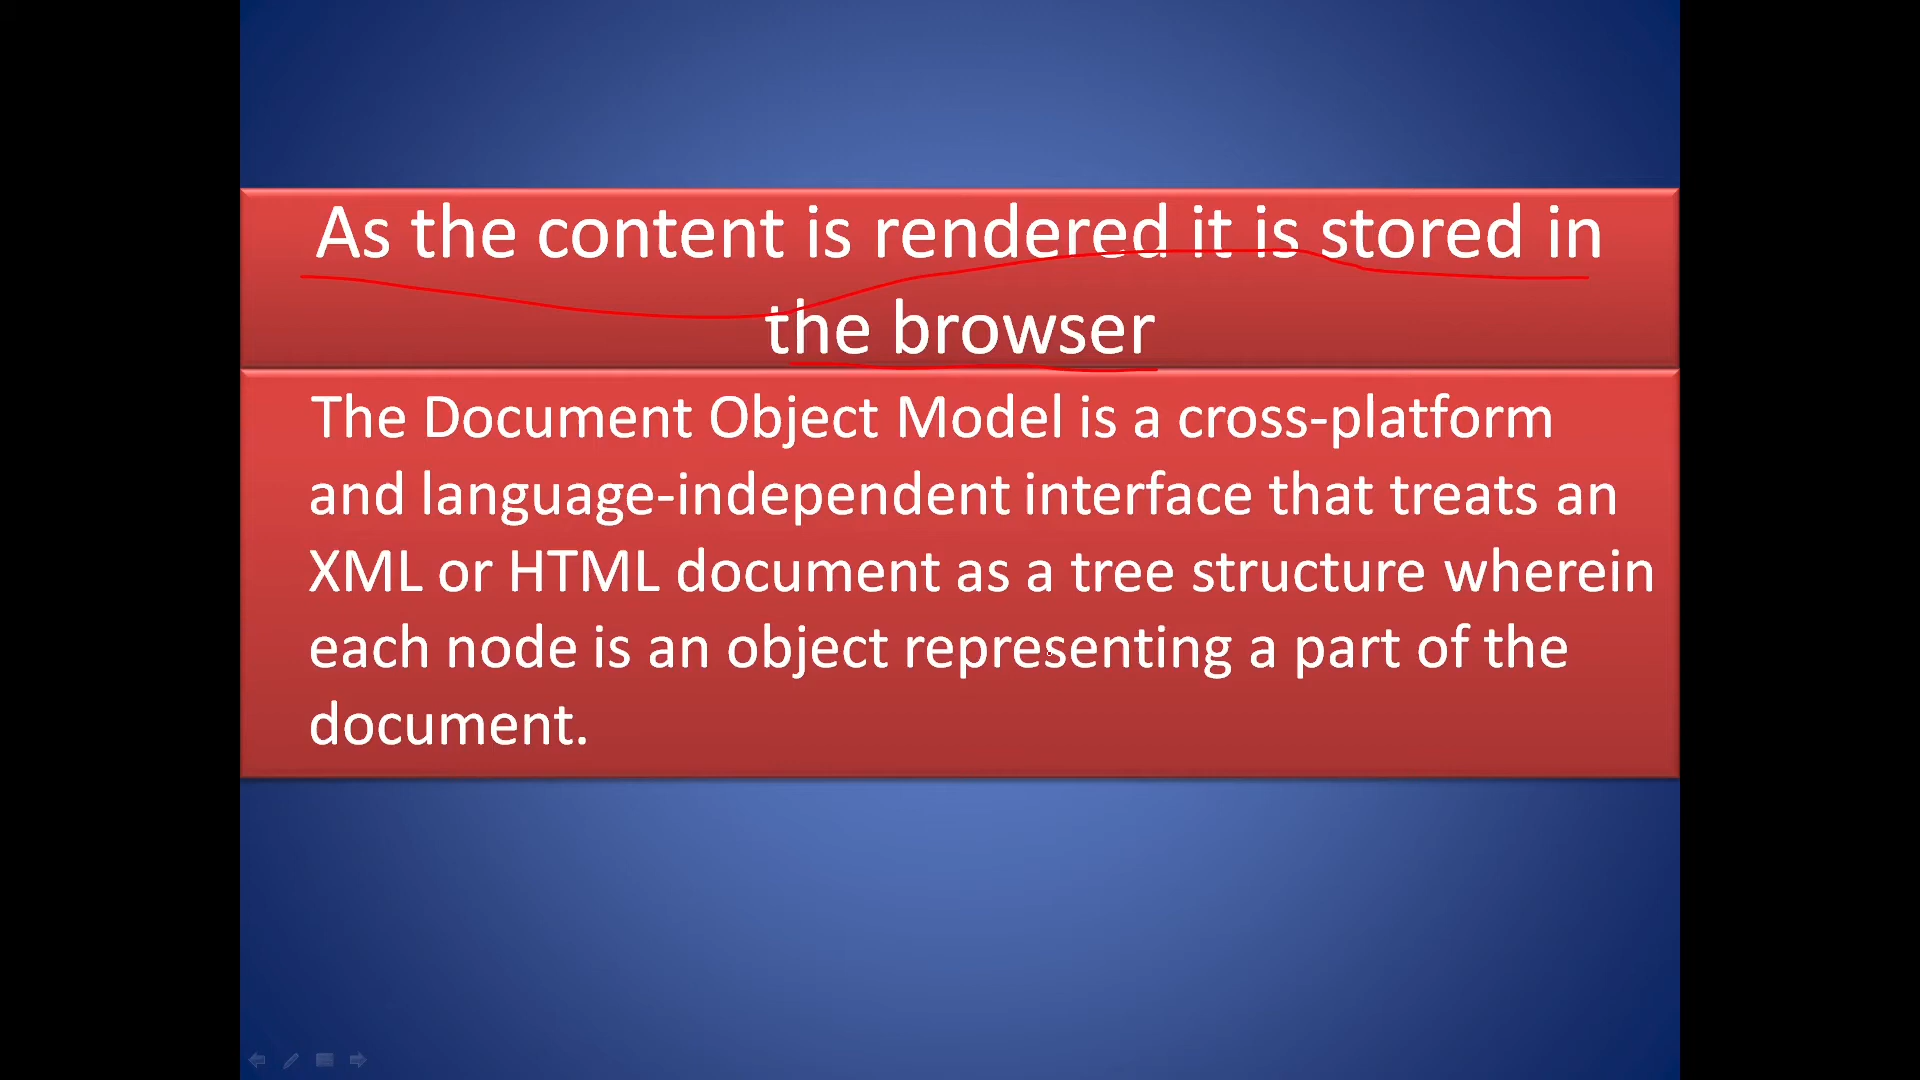 As the content is rendered it is stored in
the browser
The Document Object Model is a cross-platform
and language-independent interface that treats an
XML or HTML document as a tree structure wherein
each node is an object representing a part of the
document.